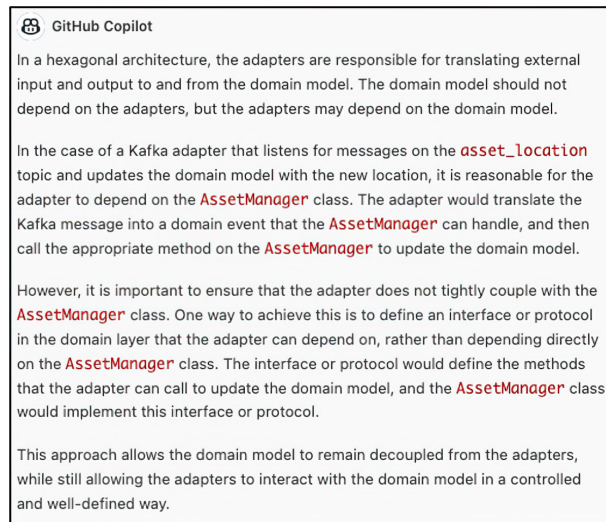 GitHub Copilot
In a hexagonal architecture, the adapters are responsible for translating external
input and output to and from the domain model. The domain model should not
depend on the adapters, but the adapters may depend on the domain model.
In the case of a Kafka adapter that listens for messages on the asset_location
topic and updates the domain model with the new location, it is reasonable for the
adapter to depend on the AssetManager class. The adapter would translate the
Kafka message into a domain event that the AssetManager can handle, and then
call the appropriate method on the AssetManager to update the domain model.
However, it is important to ensure that the adapter does not tightly couple with the
AssetManager class. One way to achieve this is to define an interface or protocol
in the domain layer that the adapter can depend on, rather than depending directly
on the AssetManager class. The interface or protocol would define the methods
that the adapter can call to update the domain model, and the AssetManager class
would implement this interface or protocol.
This approach allows the domain model to remain decoupled from the adapters,
while still allowing the adapters to interact with the domain model in a controlled
and well-defined way.